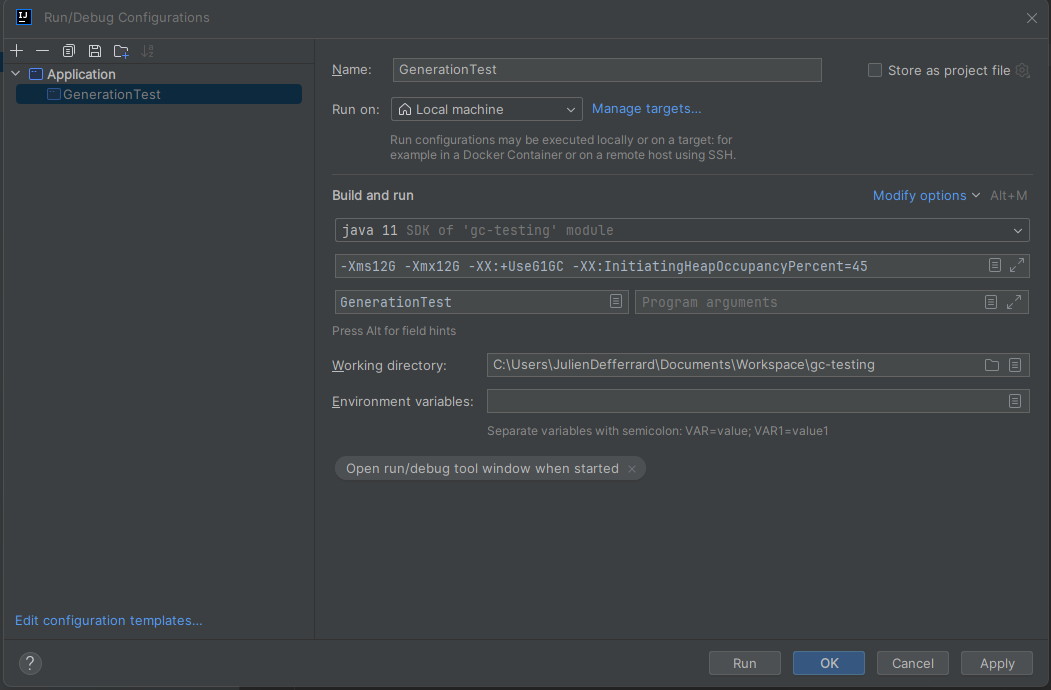 Run/Debug Configurations
Application
GenerationTest
Name: GenerationTest Store as project file
Run on: Local machine Manage targets...
Run configurations may be executed locally or on a target: for
example in a Docker Container or on a remote host using SSH.
Build and run Modify options Alt+M
java 11 SDK of 'gc-testing' module
-Xms12G -Xmx12G -XX:+UseG1GC -XX:InitiatingHeapOccupancyPercent=45
GenerationTest Program arguments
Press Alt for field hints
Working directory: C:\Users\JulienDefferrard\Documents\Workspace\gc-testing
Environment variables:
Separate variables with semicolon: VAR=value; VAR1=value1
Open run/debug tool window when started ×
Edit configuration templates...
? Run OK Cancel Apply